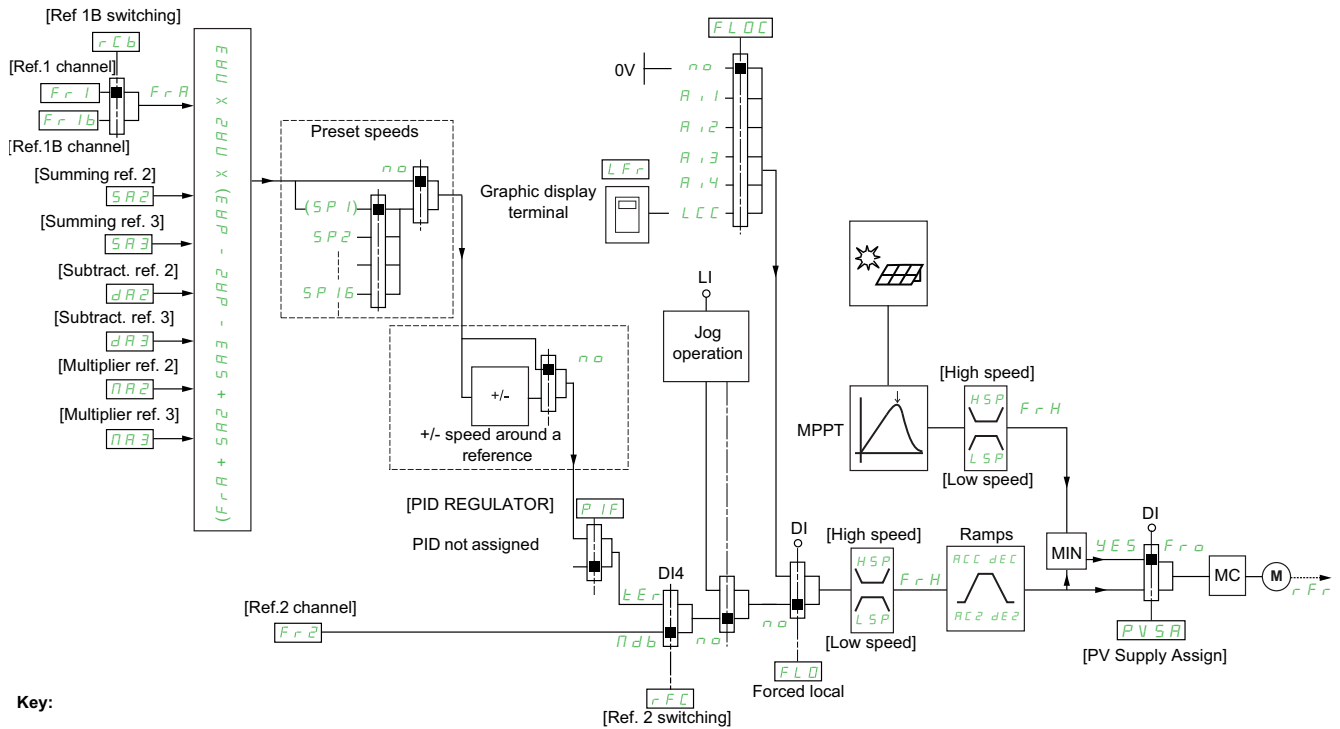 [Ref 1B switching]
rCb
[Ref.1 channel]
Fr1
FrA
Fr1b
[Ref.1B channel]
[Summing ref. 2]
SA2
[Summing ref. 3]
SA3
[Subtract. ref. 2]
dA2
[Subtract. ref. 3]
dA3
[Multiplier ref. 2]
MA2
[Multiplier ref. 3]
MA3
(FrA + SA2 + SA3 - dA2 - dA3) x MA2 x MA3
Preset speeds
no
(SP1)
SP2
SP16
no
+/-
+/- speed around a
reference
[PID REGULATOR]
PIF
PID not assigned
DI4
tEr
[Ref.2 channel]
Fr2
Mdb
rFC
[Ref. 2 switching]
FLOC
0V
no
Ai1
Ai2
Ai3
Ai4
LFr
Graphic display
terminal
LCC
LI
Jog
operation
no
no
DI
FLO
Forced local
[High speed]
HSP
FrH
LSP
[Low speed]
Ramps
ACC dEC
AC2 dE2
MPPT
[High speed]
HSP
FrH
LSP
[Low speed]
MIN
YES
DI
Fro
PVSA
[PV Supply Assign]
MC
M
rFr
Key: